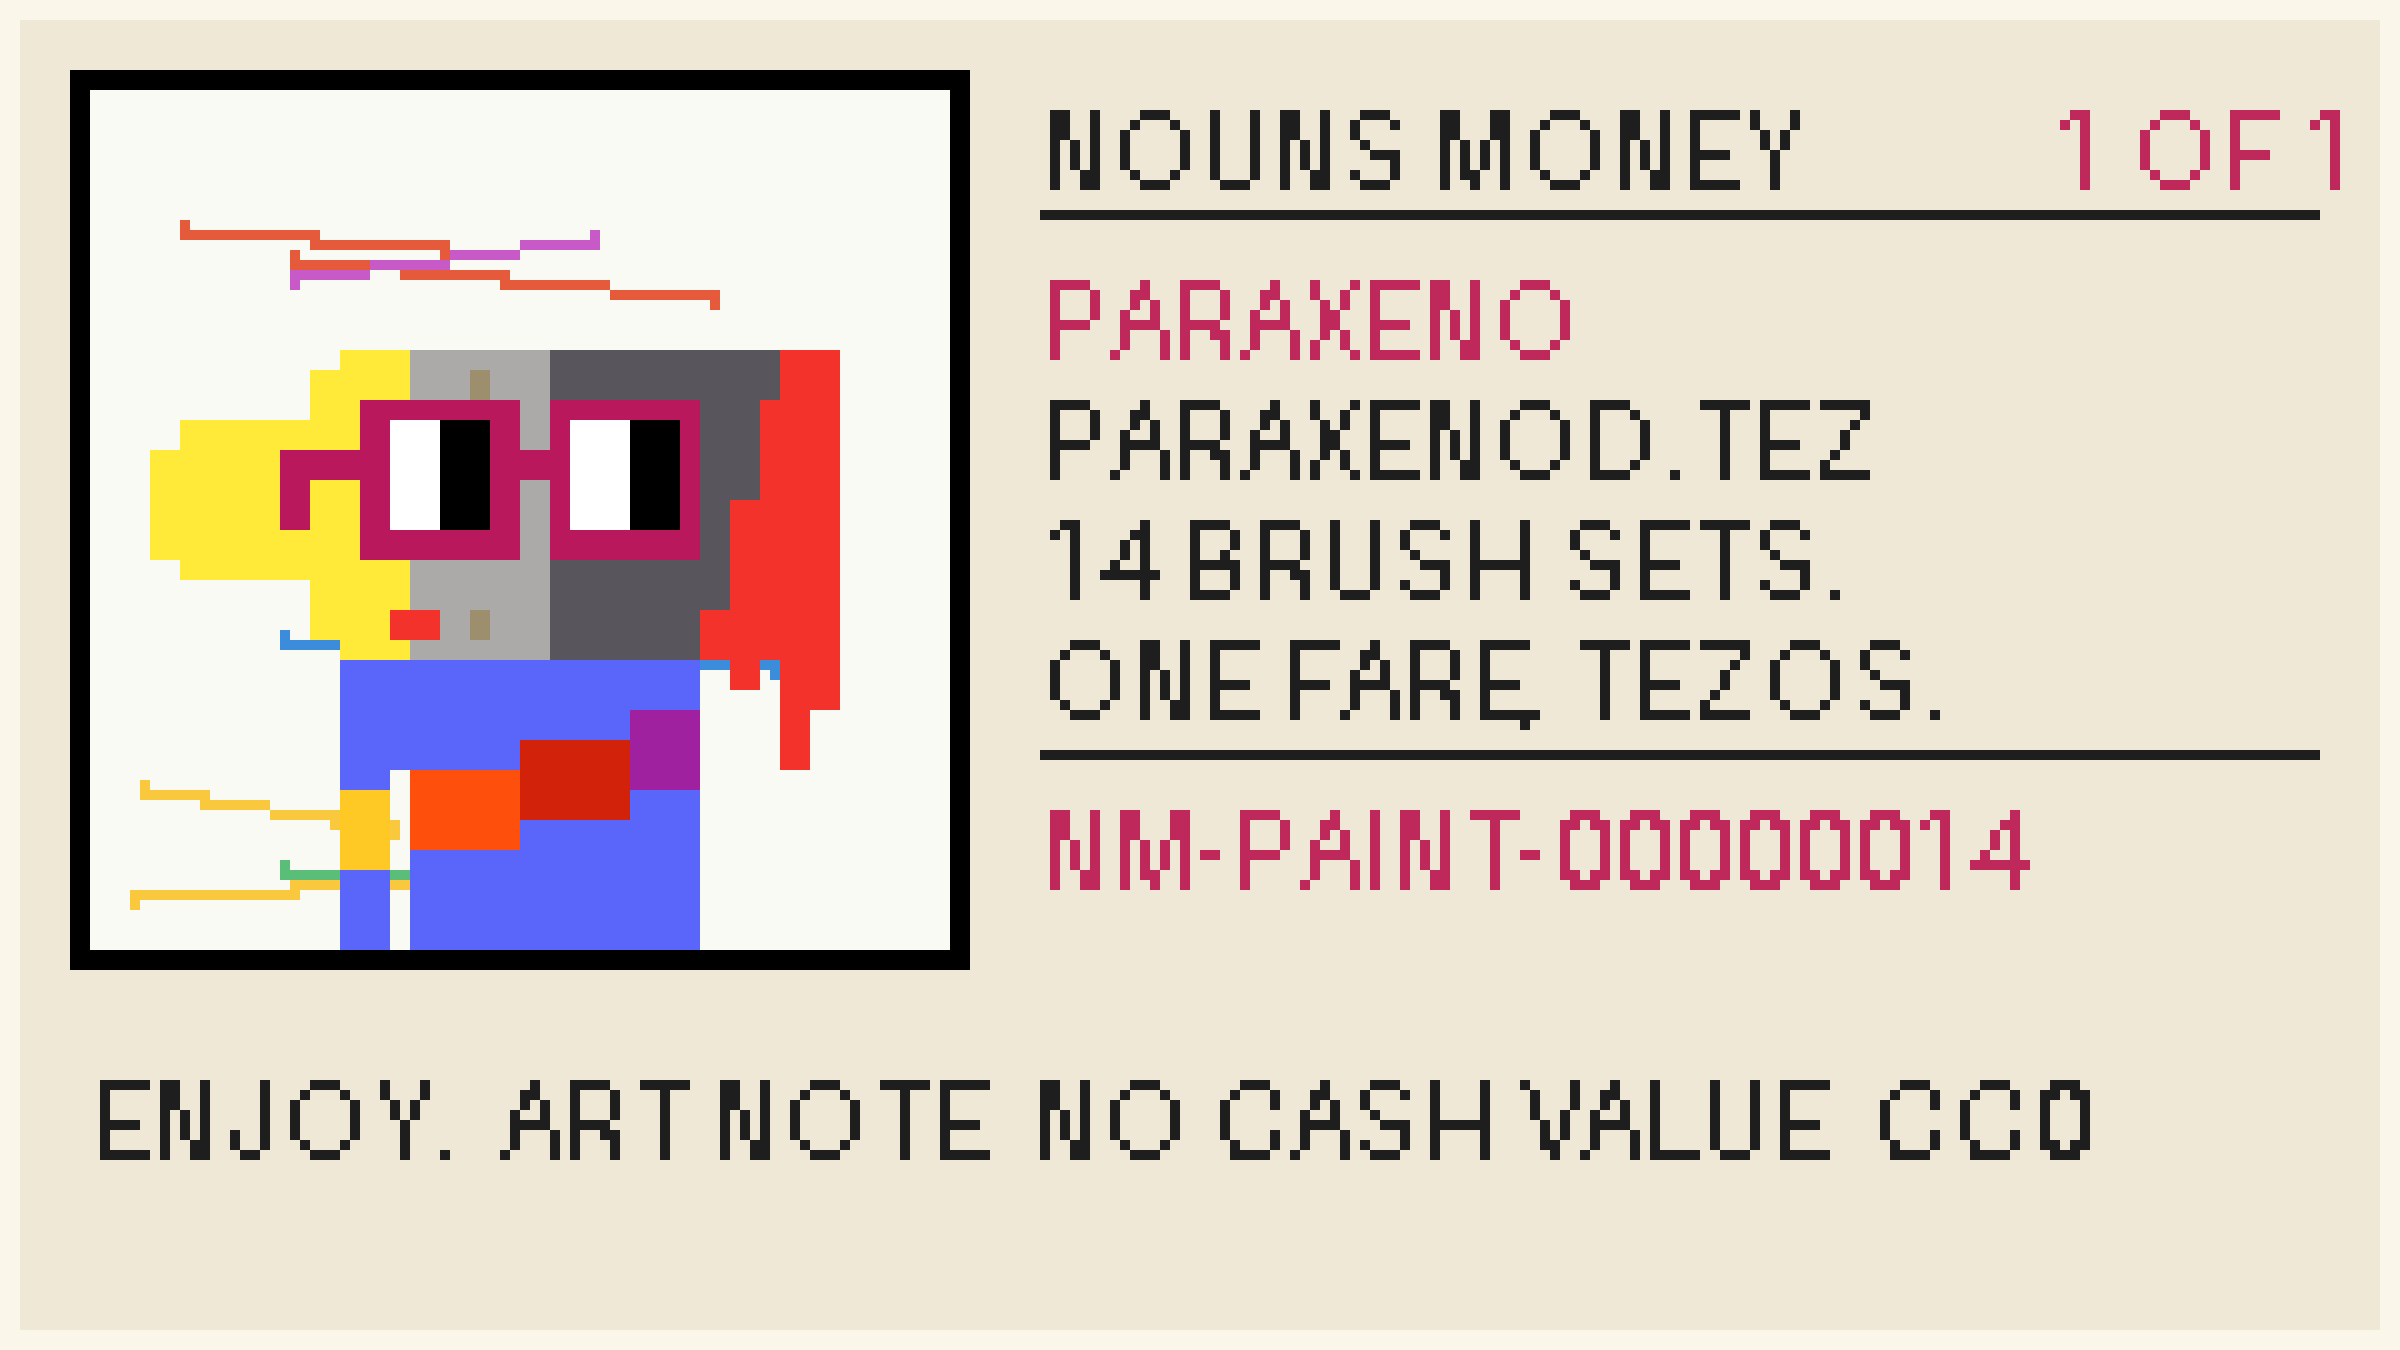 NOUNS MONEY 1 OF 1
PARAXENO
PARAXENOD.TEZ
14 BRUSH SETS.
ONE FARE, TEZOS.
NM-PAINT-00000014
ENJOY. ART NOTE NO CASH VALUE CC0